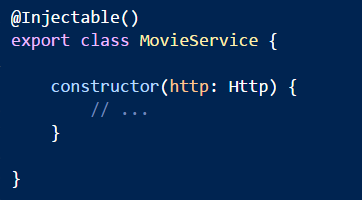 @Injectable()
export class MovieService {
constructor(http: Http) {
// ...
}
}